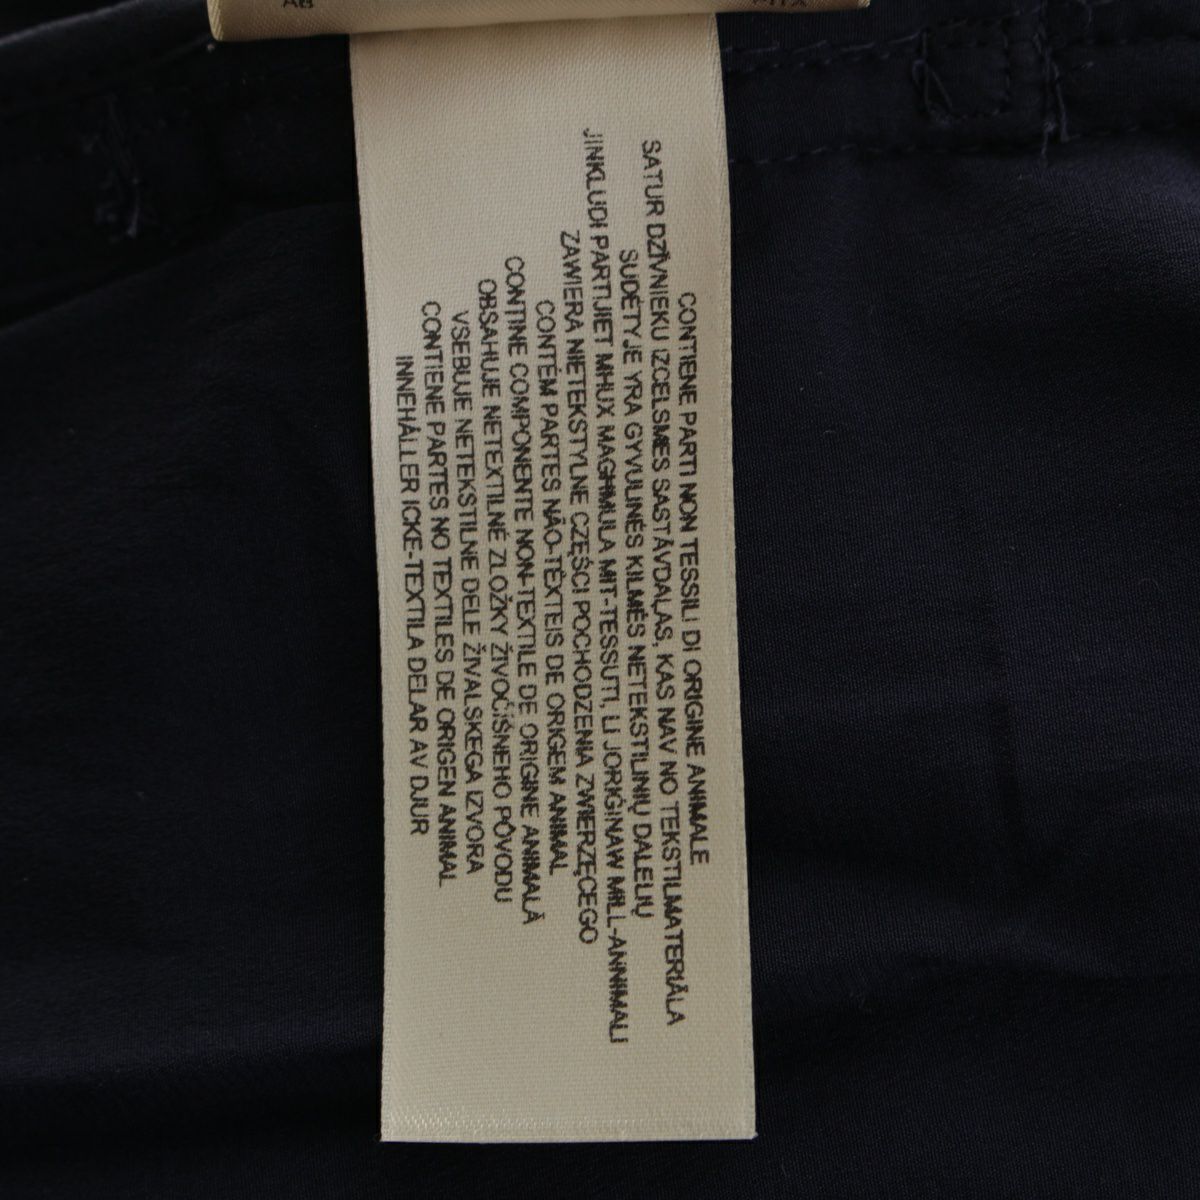 CONTIENE PARTI NON TESSILI DI ORIGINE ANIMALE
SATUR DZĪVNIEKU IZCELSMES SASTĀVDAĻAS, KAS NAV NO TEKSTILMATERIĀLA
SUDĖTYJE YRA GYVULINĖS KILMĖS NETEKSTILINIŲ DALELIŲ
JINKLUDI PARTIJIET MHUX MAGHMULA MIT-TESSUTI, LI JORIĠINAW MILL-ANNIMALI
ZAWIERA NIETEKSTYLNE CZĘŚCI POCHODZENIA ZWIERZĘCEGO
CONTÉM PARTES NÃO-TÊXTEIS DE ORIGEM ANIMAL
CONTINE COMPONENTE NON-TEXTILE DE ORIGINE ANIMALĂ
OBSAHUJE NETEXTILNÉ ZLOŽKY ŽIVOČÍŠNEHO PÔVODU
VSEBUJE NETEKSTILNE DELE ŽIVALSKEGA IZVORA
CONTIENE PARTES NO TEXTILES DE ORIGEN ANIMAL
INNEHÅLLER ICKE-TEXTILA DELAR AV DJUR